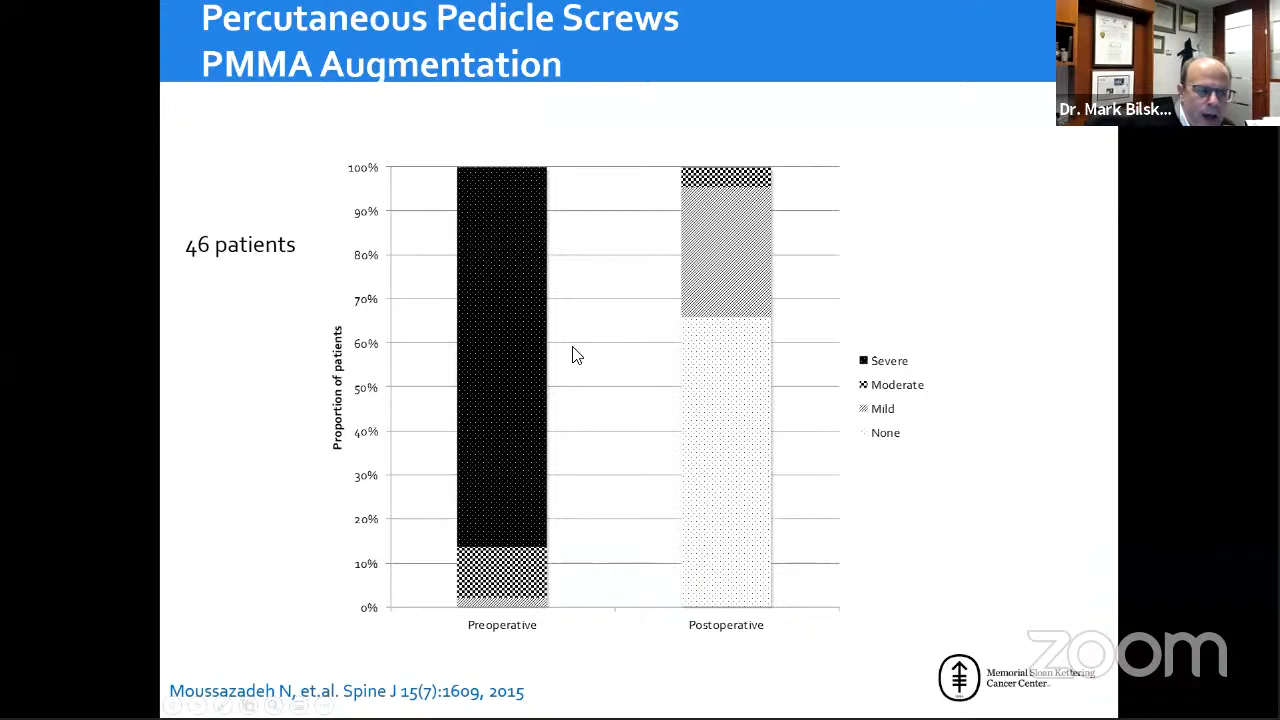 Percutaneous Pedicle Screws
PMMA Augmentation
Dr. Mark Bilsk...
46 patients
Proportion of patients
100%
90%
80%
70%
60%
50%
40%
30%
20%
10%
0%
Preoperative
Postoperative
Severe
Moderate
Mild
None
Moussazadeh N, et.al. Spine J 15(7):1609, 2015
Memorial Sloan Kettering
Cancer Center
zoom